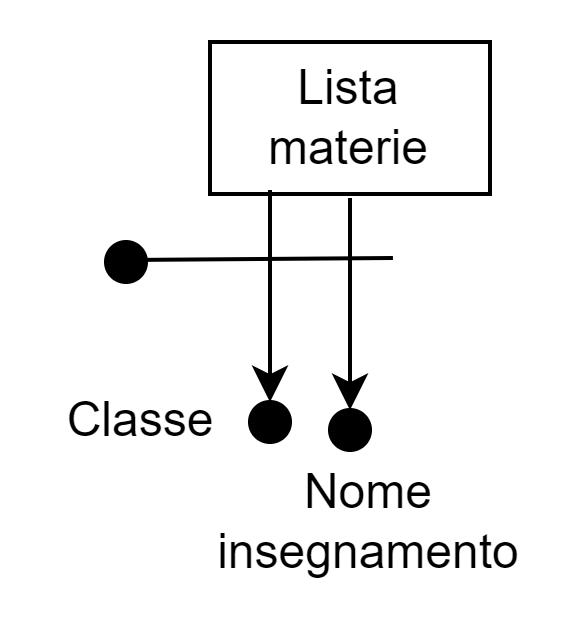 Lista
materie
Classe
Nome
insegnamento